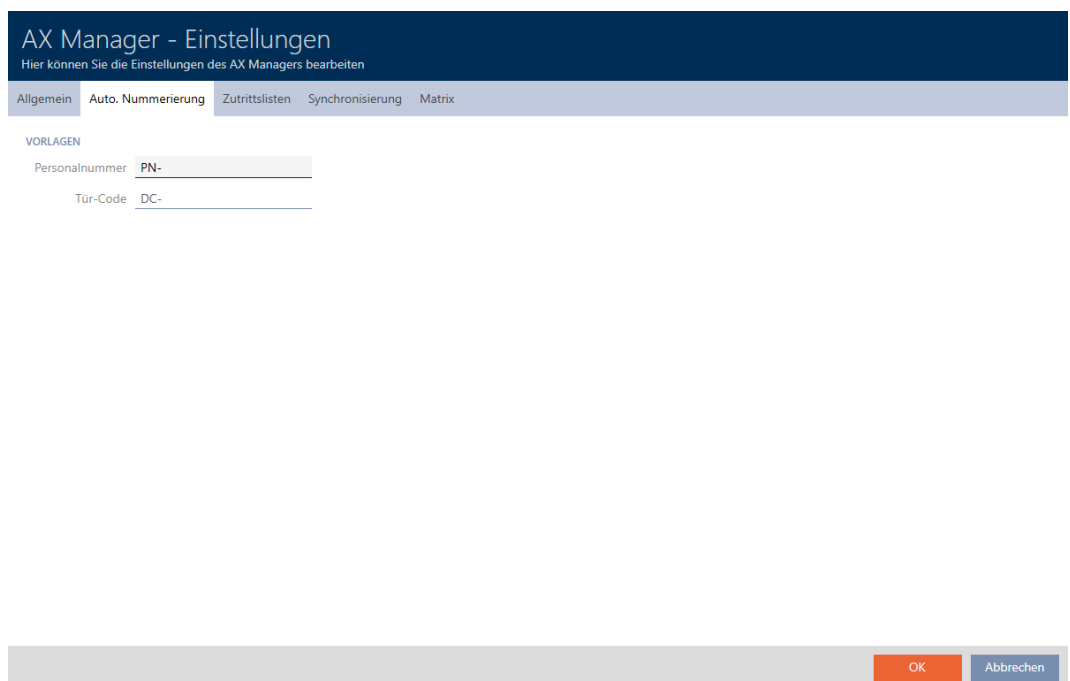 AX Manager - Einstellungen
Hier können Sie die Einstellungen des AX Managers bearbeiten
Allgemein Auto. Nummerierung Zutrittslisten Synchronisierung Matrix
VORLAGEN
Personalnummer PN-
Tür-Code DC-
OK Abbrechen